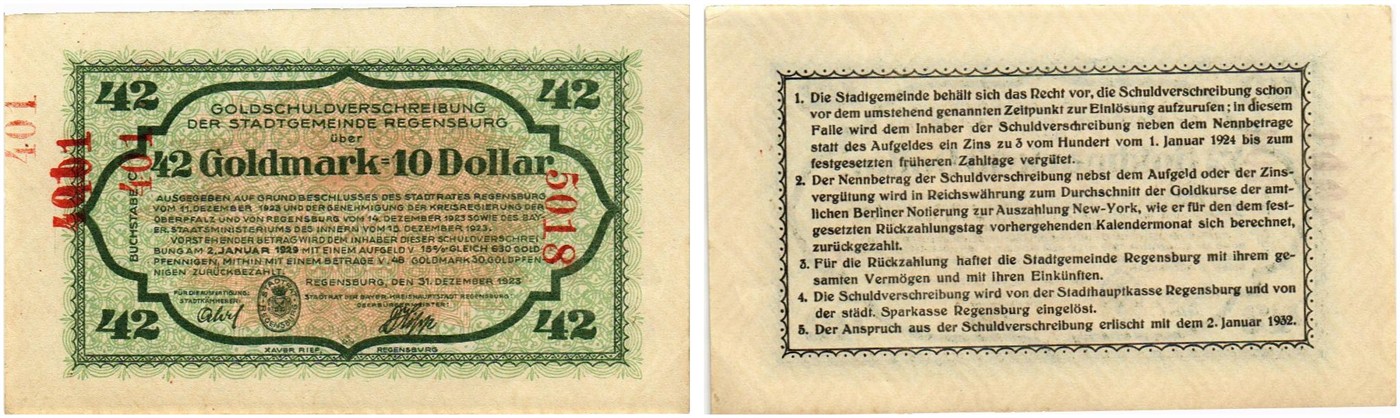 42
42
GOLDSCHULDVERSCHREIBUNG
DER STADTGEMEINDE REGENSBURG
über
42 Goldmark=10 Dollar
AUSGEGEBEN AUF GRUND BESCHLUSSES DES STADTRATES REGENSBURG
VOM 11. DEZEMBER 1923 UND DER GENEHMIGUNG DER KREISREGIERUNG DER
OBERPFALZ UND VON REGENSBURG VOM 14. DEZEMBER 1923 SOWIE DES BAY-
ER. STAATSMINISTERIUMS DES INNERN VOM 15. DEZEMBER 1923.
VORSTEHENDER BETRAG WIRD DEM INHABER DIESER SCHULDVERSCHREI
BUNG AM 2. JANUAR 1929 MIT EINEM AUFGELD V. 15% GLEICH 630 GOLD
PFENNIGEN, MITHIN MIT EINEM BETRAGE V. 48 GOLDMARK 30 GOLDPFEN
NIGEN ZURÜCKBEZAHLT.
REGENSBURG, DEN 31. DEZEMBER 1923
FÜR DIE AUSFERTIGUNG:
STADTKÄMMEREI:
STADTRAT DER BAYER. KREISHAUPTSTADT REGENSBURG
OBERBÜRGERMEISTER:
XAVER RIEF, REGENSBURG
42
42
BUCHSTABE: C
401
401
5018
1. Die Stadtgemeinde behält sich das Recht vor, die Schuldverschreibung schon
vor dem umstehend genannten Zeitpunkt zur Einlösung aufzurufen; in diesem
Falle wird dem Inhaber der Schuldverschreibung neben dem Nennbetrage
statt des Aufgeldes ein Zins zu 3 vom Hundert vom 1. Januar 1924 bis zum
festgesetzten früheren Zahltage vergütet.
2. Der Nennbetrag der Schuldverschreibung nebst dem Aufgeld oder der Zins-
vergütung wird in Reichswährung zum Durchschnitt der Goldkurse der amt-
lichen Berliner Notierung zur Auszahlung New-York, wie er für den dem fest-
gesetzten Rückzahlungstag vorhergehenden Kalendermonat sich berechnet,
zurückgezahlt.
3. Für die Rückzahlung haftet die Stadtgemeinde Regensburg mit ihrem ge-
samten Vermögen und mit ihren Einkünften.
4. Die Schuldverschreibung wird von der Stadthauptkasse Regensburg und von
der städt. Sparkasse Regensburg eingelöst.
5. Der Anspruch aus der Schuldverschreibung erlischt mit dem 2. Januar 1932.